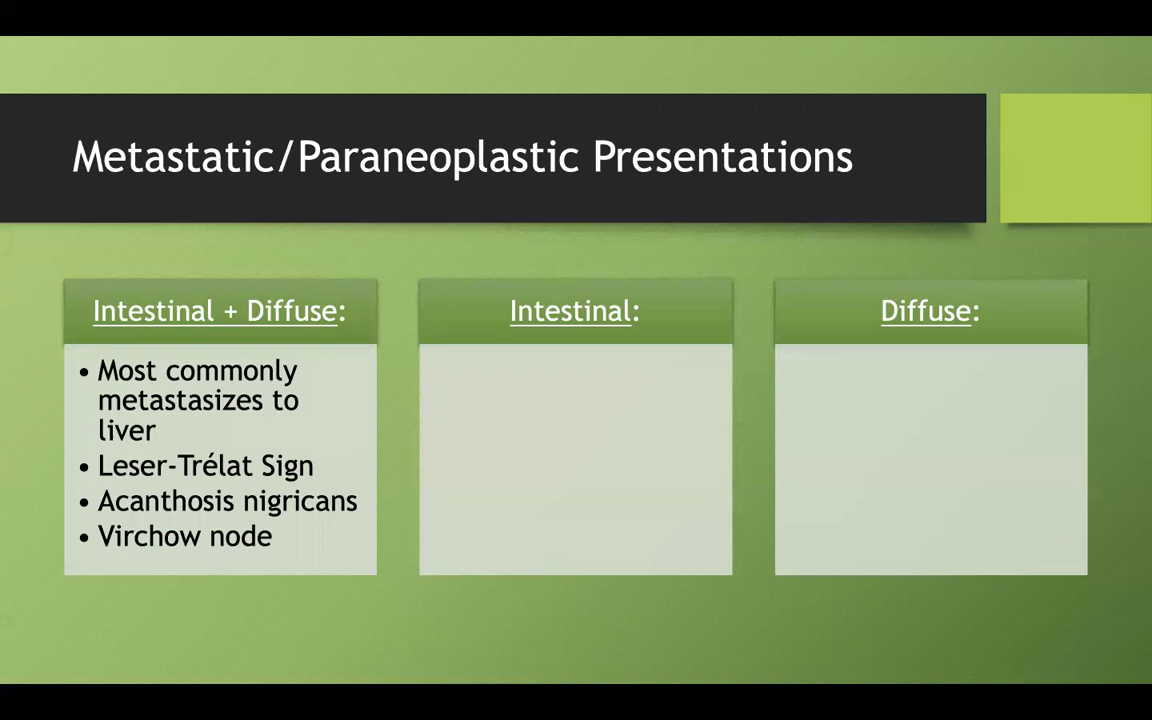 Metastatic/Paraneoplastic Presentations
Intestinal + Diffuse:
• Most commonly
metastasizes to
liver
• Leser-Trélat Sign
• Acanthosis nigricans
• Virchow node
Intestinal:
Diffuse: